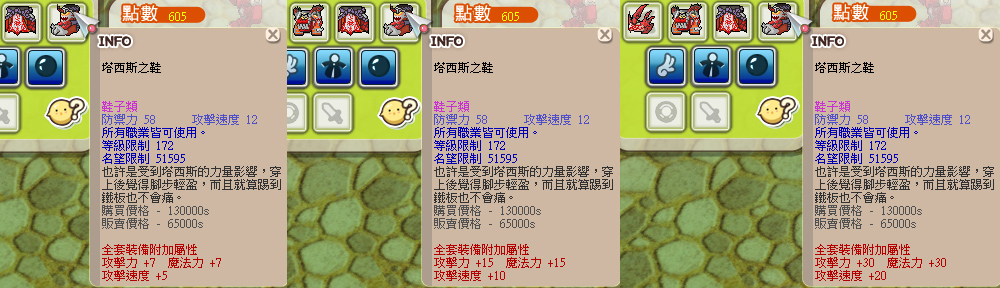 點數 605
INFO
塔西斯之鞋
鞋子類
防禦力 58 攻擊速度 12
所有職業皆可使用。
等級限制 172
名望限制 51595
也許是受到塔西斯的力量影響，穿
上後覺得腳步輕盈，而且就算踢到
鐵板也不會痛。
購買價格 - 130000s
販賣價格 - 65000s
全套裝備附加屬性
攻擊力 +7 魔法力 +7
攻擊速度 +5
點數 605
INFO
塔西斯之鞋
鞋子類
防禦力 58 攻擊速度 12
所有職業皆可使用。
等級限制 172
名望限制 51595
也許是受到塔西斯的力量影響，穿
上後覺得腳步輕盈，而且就算踢到
鐵板也不會痛。
購買價格 - 130000s
販賣價格 - 65000s
全套裝備附加屬性
攻擊力 +15 魔法力 +15
攻擊速度 +10
點數 605
INFO
塔西斯之鞋
鞋子類
防禦力 58 攻擊速度 12
所有職業皆可使用。
等級限制 172
名望限制 51595
也許是受到塔西斯的力量影響，穿
上後覺得腳步輕盈，而且就算踢到
鐵板也不會痛。
購買價格 - 130000s
販賣價格 - 65000s
全套裝備附加屬性
攻擊力 +30 魔法力 +30
攻擊速度 +20